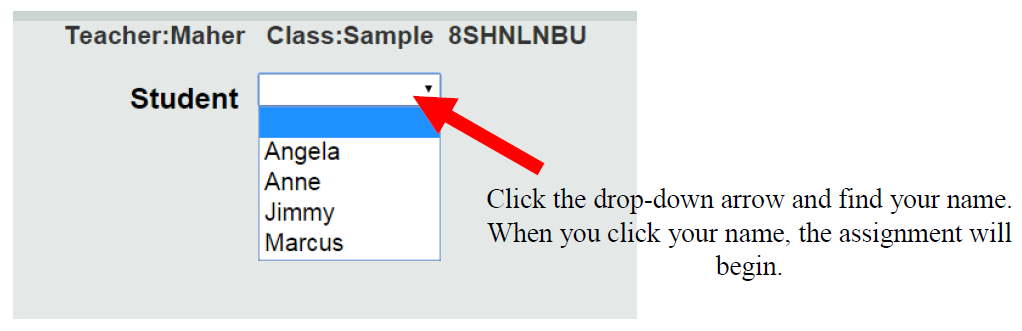 Teacher:Maher Class:Sample 8SHNLNBU
Student
Angela
Anne
Jimmy
Marcus
Click the drop-down arrow and find your name.
When you click your name, the assignment will
begin.